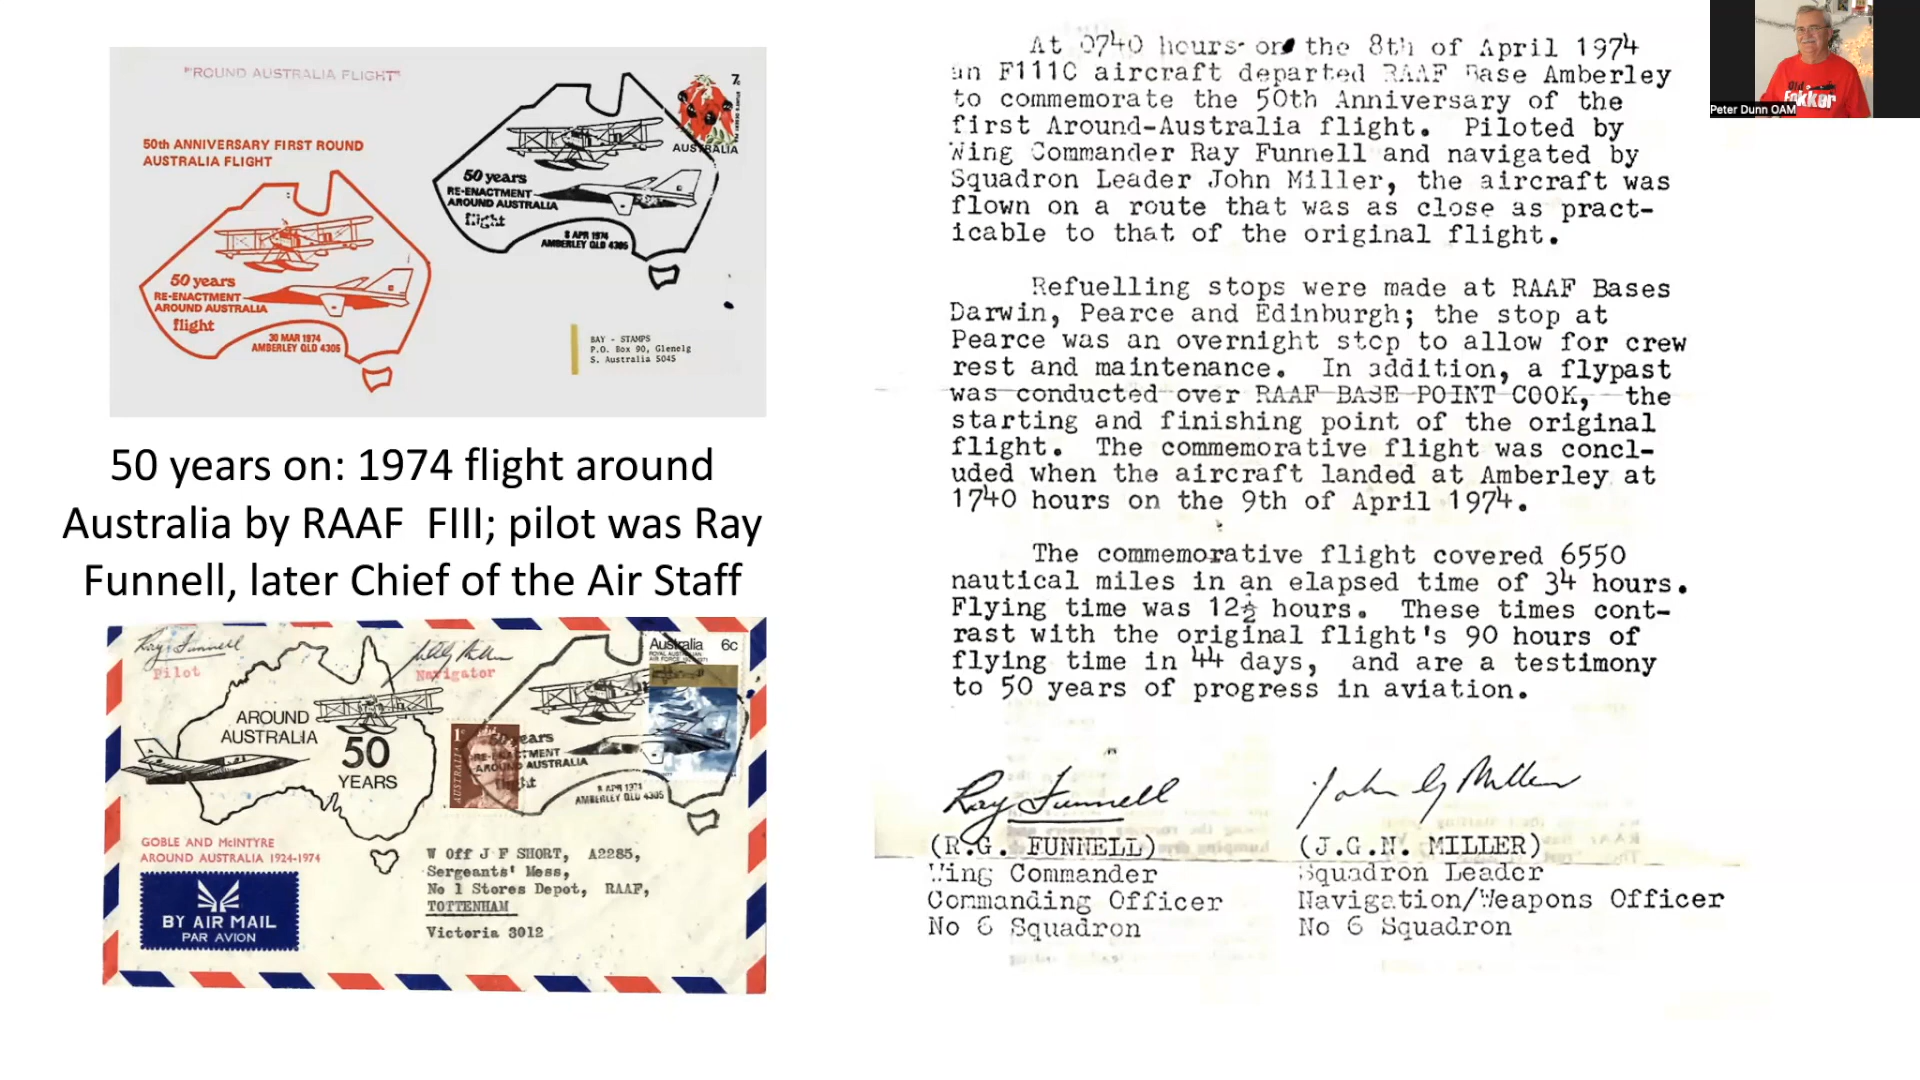 "ROUND AUSTRALIA FLIGHT"
50th ANNIVERSARY FIRST ROUND
AUSTRALIA FLIGHT
50 years
RE-ENACTMENT
AROUND AUSTRALIA
flight
30 MAR 1974
AMBERLEY QLD 4305
7c
AUSTRALIA
50 years
RE-ENACTMENT
AROUND AUSTRALIA
flight
8 APR 1974
AMBERLEY QLD 4305
BAY - STAMPS
P.O. Box 90, Glenelg
S. Australia 5045
50 years on: 1974 flight around
Australia by RAAF FIII; pilot was Ray
Funnell, later Chief of the Air Staff
Ray Funnell
Pilot
Navigator
AROUND
AUSTRALIA
50
YEARS
Australia 6c
1c
AUSTRALIA
years
RE-ENACTMENT
AROUND AUSTRALIA
flight
AMBERLEY QLD 4305
GOBLE AND McINTYRE
AROUND AUSTRALIA 1924-1974
BY AIR MAIL
PAR AVION
W Off J F SHORT, A2285,
Sergeants' Mess,
No 1 Stores Depot, RAAF,
TOTTENHAM
Victoria 3012
At 0740 hours on the 8th of April 1974
an F111C aircraft departed RAAF Base Amberley
to commemorate the 50th Anniversary of the
first Around-Australia flight. Piloted by
Wing Commander Ray Funnell and navigated by
Squadron Leader John Miller, the aircraft was
flown on a route that was as close as pract-
icable to that of the original flight.
Refuelling stops were made at RAAF Bases
Darwin, Pearce and Edinburgh; the stop at
Pearce was an overnight stop to allow for crew
rest and maintenance. In addition, a flypast
was conducted over RAAF BASE POINT COOK, the
starting and finishing point of the original
flight. The commemorative flight was concl-
uded when the aircraft landed at Amberley at
1740 hours on the 9th of April 1974.
The commemorative flight covered 6550
nautical miles in an elapsed time of 34 hours.
Flying time was 12½ hours. These times cont-
rast with the original flight's 90 hours of
flying time in 44 days, and are a testimony
to 50 years of progress in aviation.
Ray Funnell
John G Miller
(R.G. FUNNELL)
Wing Commander
Commanding Officer
No 6 Squadron
(J.G.N. MILLER)
Squadron Leader
Navigation/Weapons Officer
No 6 Squadron
Old
Fokker
Peter Dunn OAM